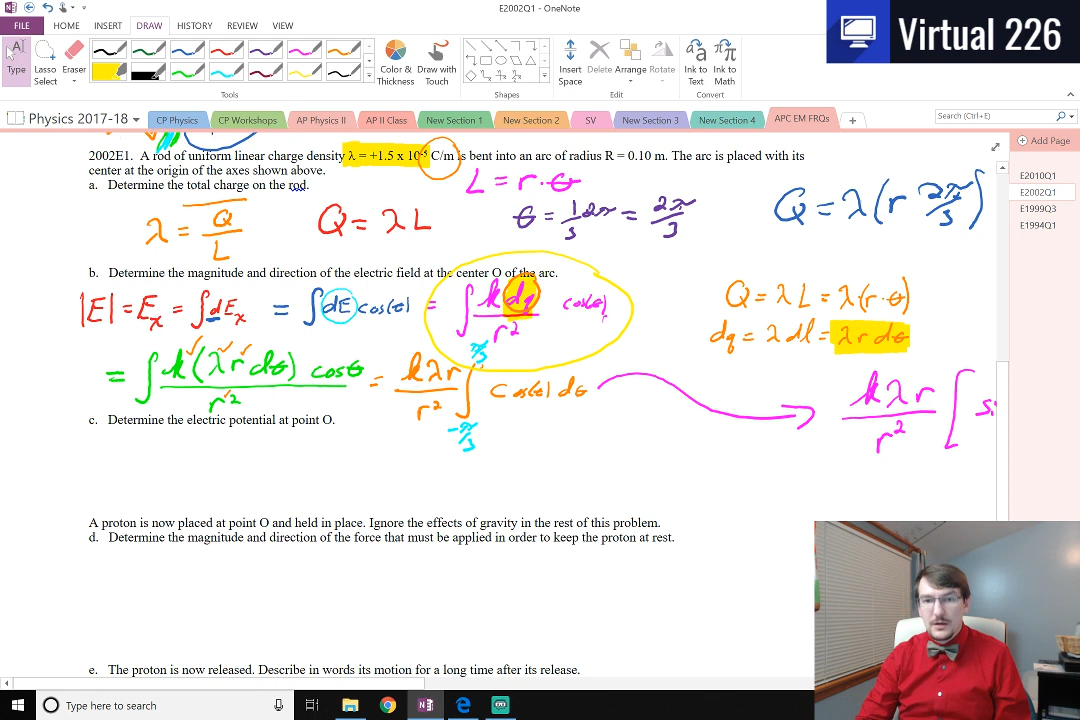 E2002Q1 - OneNote
FILE HOME INSERT DRAW HISTORY REVIEW VIEW
Virtual 226
Type
Lasso Select
Eraser
Color & Thickness
Draw with Touch
Insert Space
Delete
Arrange
Rotate
Ink to Text
Ink to Math
Tools Shapes Edit Convert
Physics 2017-18 CP Physics CP Workshops AP Physics II AP II Class New Section 1 New Section 2 SV New Section 3 New Section 4 APC EM FRQs Search (Ctrl+E)
Add Page
E2010Q1
E2002Q1
E1999Q3
E1994Q1
2002E1. A rod of uniform linear charge density λ = +1.5 x 10⁻⁵ C/m is bent into an arc of radius R = 0.10 m. The arc is placed with its
center at the origin of the axes shown above.
a. Determine the total charge on the rod.
L = r·θ
λ = Q/L
Q = λL
θ = 1/3 2π = 2π/3
Q = λ(r 2π/3)
b. Determine the magnitude and direction of the electric field at the center O of the arc.
|E| = Eₓ = ∫dEₓ = ∫dE cos(θ) = ∫ k dq/r² cos(θ)
Q = λL = λ(r·θ)
dq = λdl = λrdθ
= ∫ k(λrdθ)/r² cosθ = kλr/r² ∫ π/3 -π/3 cos(θ)dθ
kλr/r² [ si
c. Determine the electric potential at point O.
A proton is now placed at point O and held in place. Ignore the effects of gravity in the rest of this problem.
d. Determine the magnitude and direction of the force that must be applied in order to keep the proton at rest.
e. The proton is now released. Describe in words its motion for a long time after its release.
Type here to search